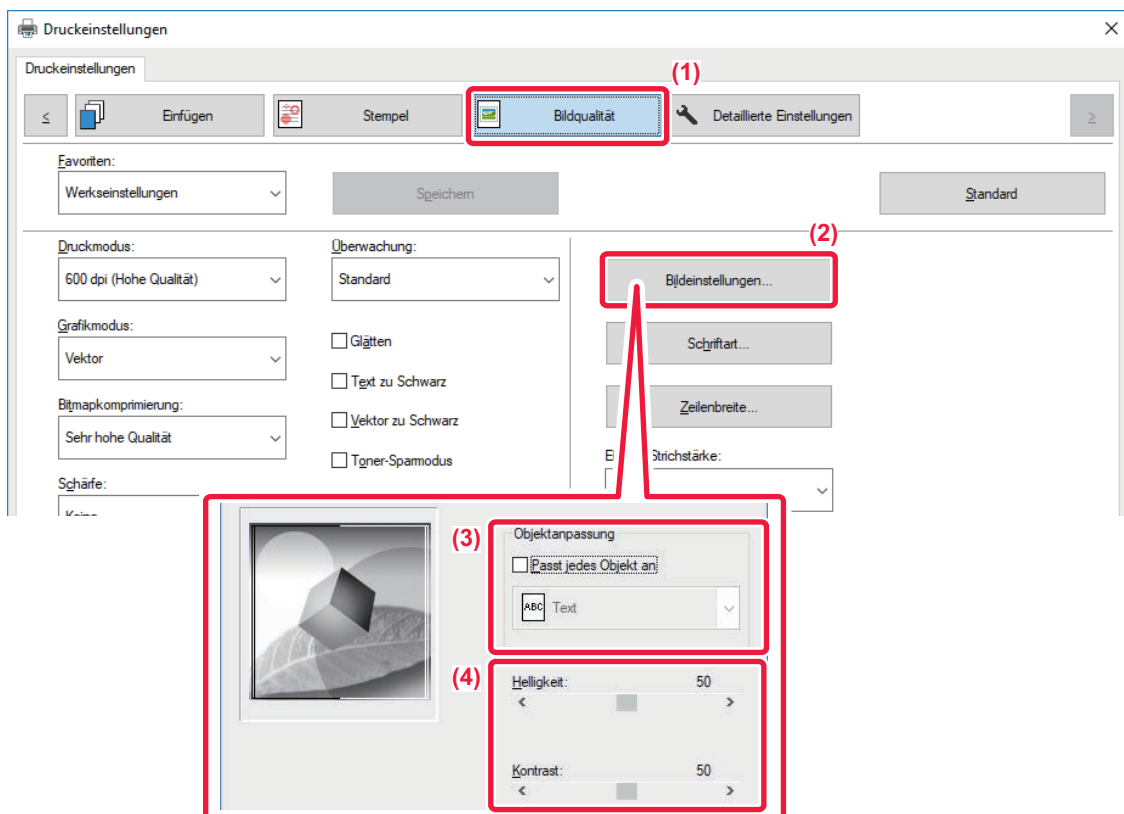 Druckeinstellungen
Druckeinstellungen
(1)
< Einfügen Stempel Bildqualität Detaillierte Einstellungen >
Favoriten:
Werkseinstellungen Speichern Standard
(2)
Druckmodus: Überwachung:
600 dpi (Hohe Qualität) Standard Bildeinstellungen...
Grafikmodus:
Glätten Schriftart...
Vektor
Text zu Schwarz
Bitmapkomprimierung: Zeilenbreite...
Vektor zu Schwarz
Sehr hohe Qualität
Toner-Sparmodus Strichstärke:
Schärfe:
Keine
(3) Objektanpassung
Passt jedes Objekt an
ABC Text
(4) Helligkeit: 50
< >
Kontrast: 50
< >